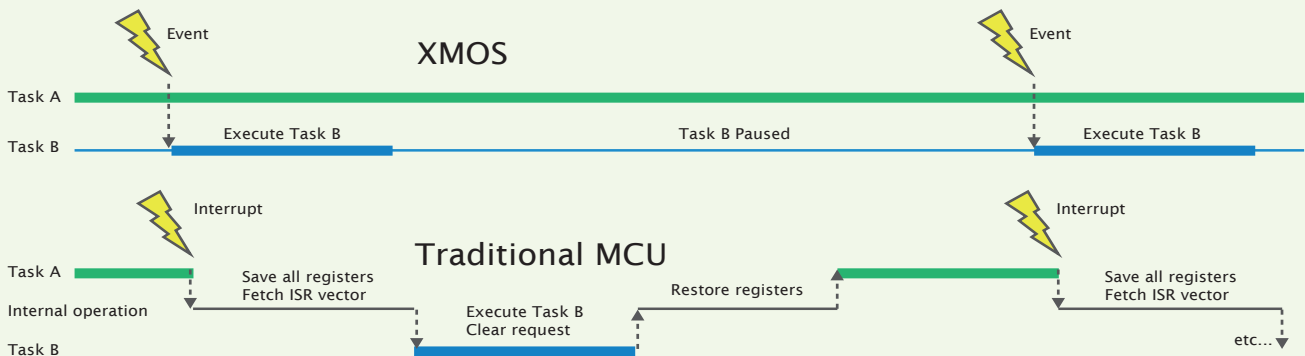 Event
Event
XMOS
Task A
Execute Task B
Task B Paused
Execute Task B
Task B
Interrupt
Interrupt
Traditional MCU
Task A
Save all registers
Fetch ISR vector
Restore registers
Save all registers
Fetch ISR vector
Internal operation
Execute Task B
Clear request
etc...
Task B